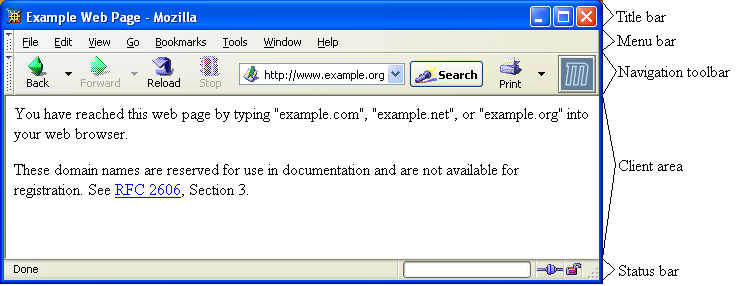 Example Web Page - Mozilla
Title bar
File Edit View Go Bookmarks Tools Window Help
Menu bar
Back Forward Reload Stop http://www.example.org Search Print
Navigation toolbar
You have reached this web page by typing "example.com", "example.net", or "example.org" into
your web browser.
These domain names are reserved for use in documentation and are not available for
registration. See RFC 2606, Section 3.
Client area
Done
Status bar